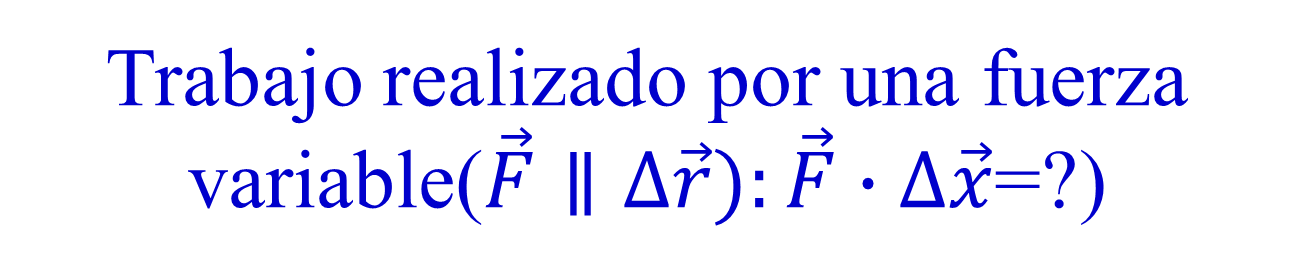 Trabajo realizado por una fuerza
variable(𝐹⃗ ∥ Δ𝑟⃗): 𝐹⃗ · Δ𝑥⃗=?)